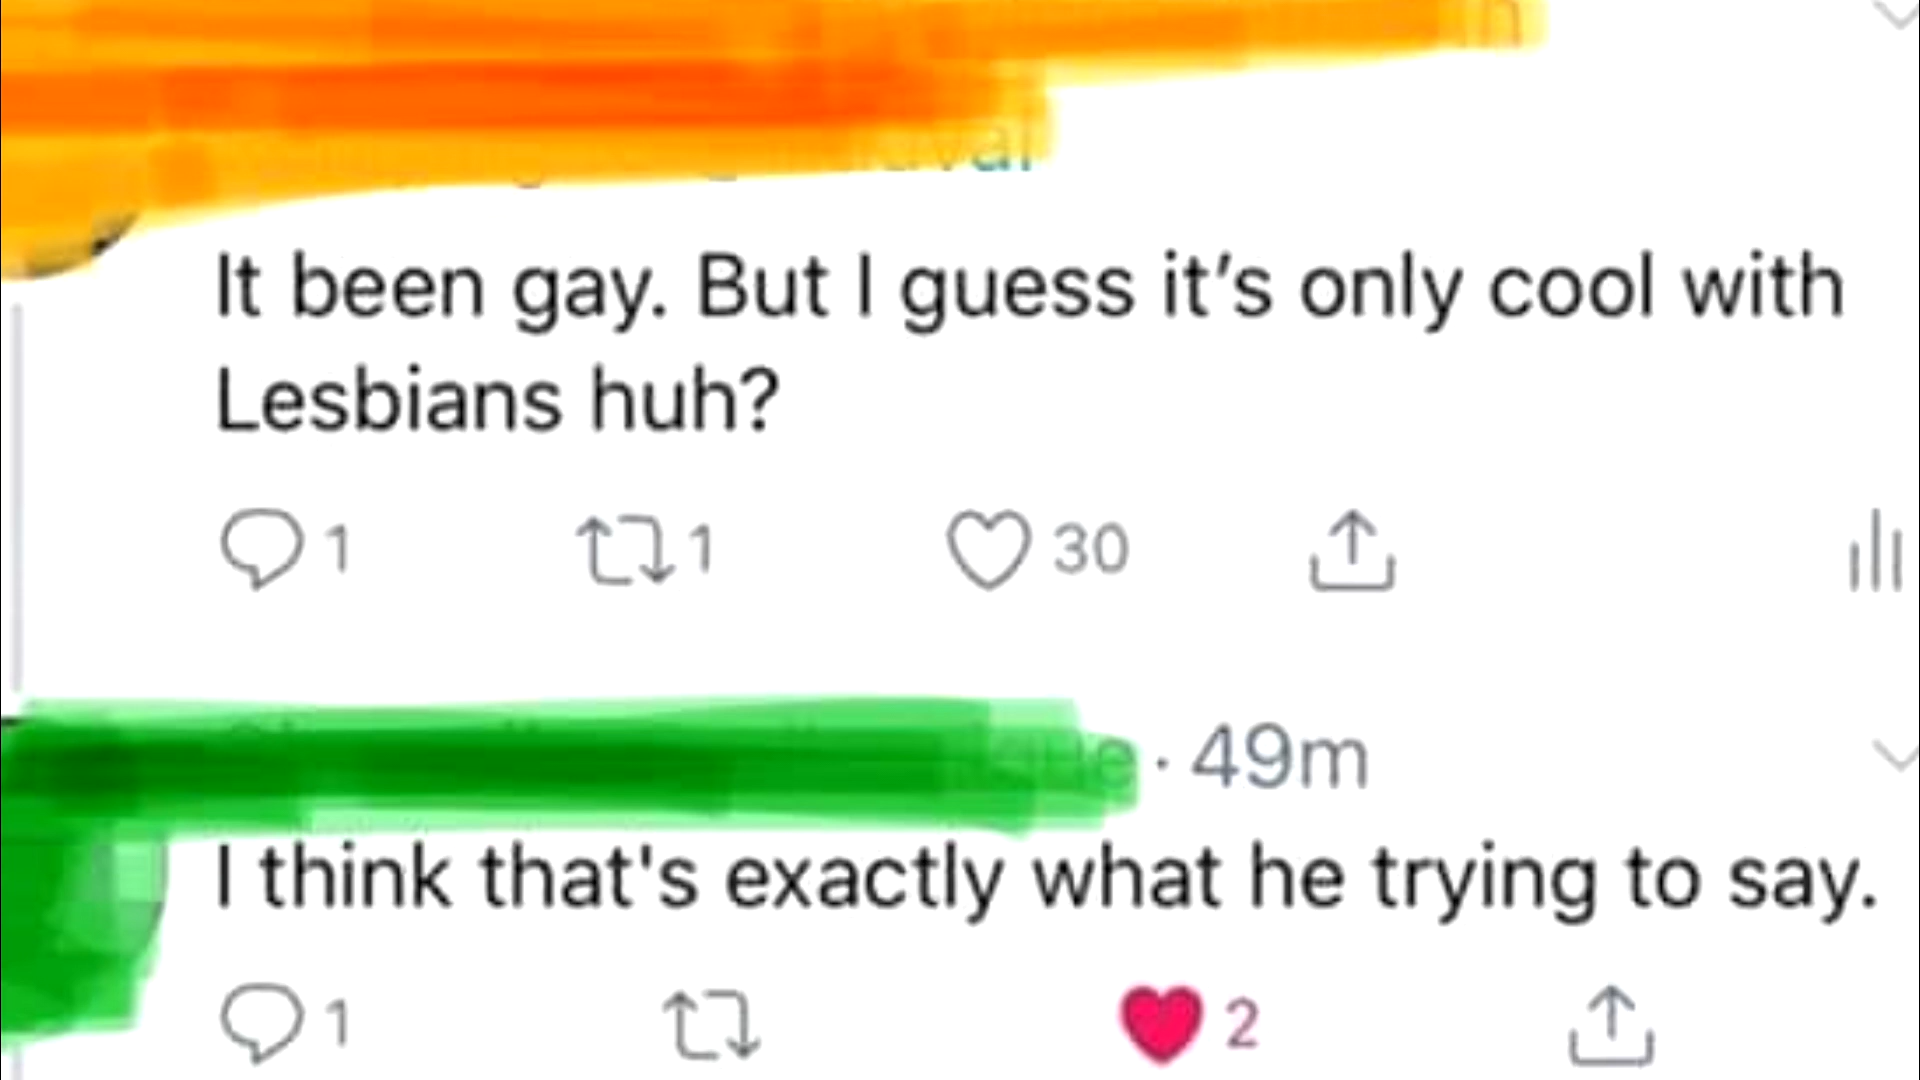 It been gay. But I guess it’s only cool with
Lesbians huh?
1 1 30
· 49m
I think that's exactly what he trying to say.
1 2